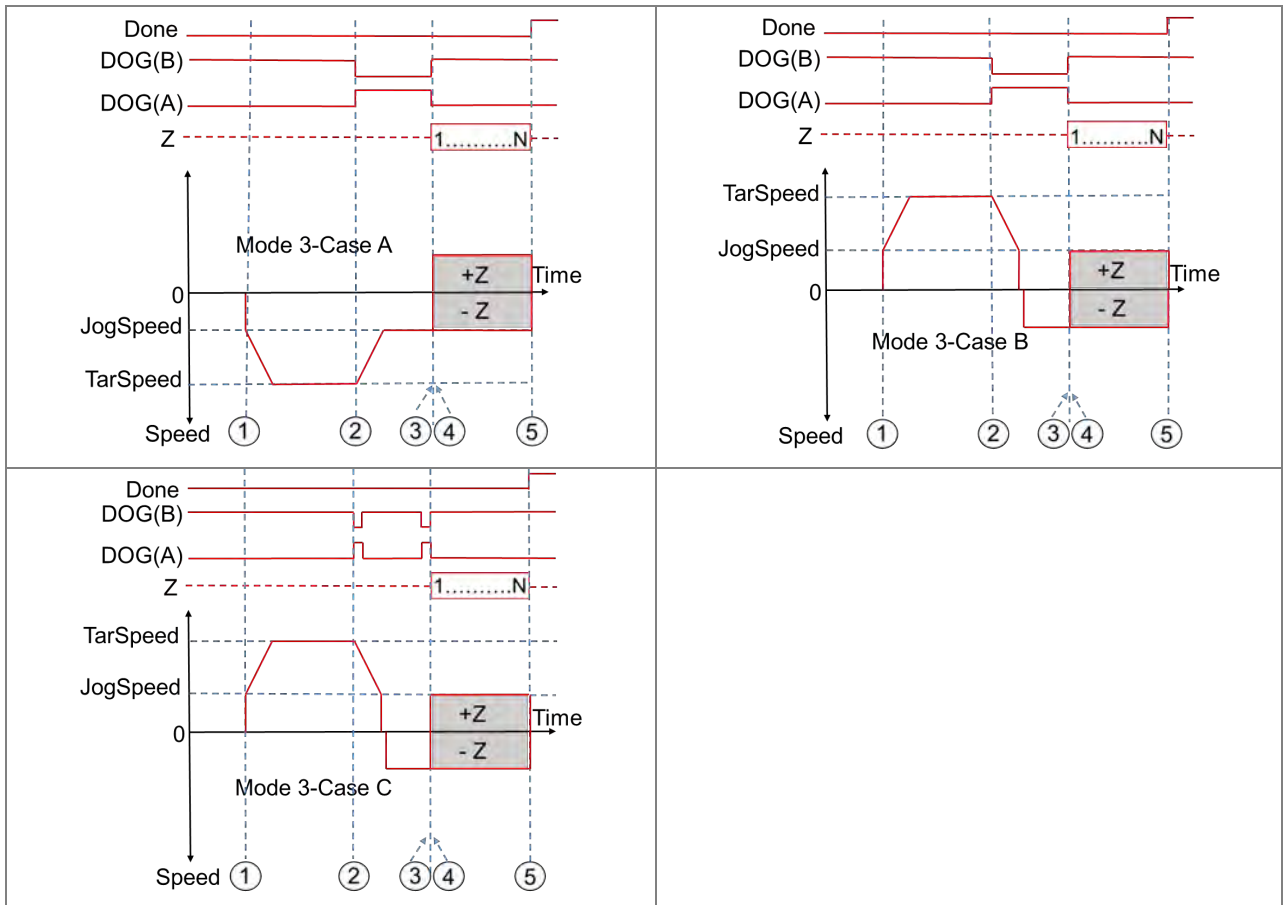 Done
DOG(B)
DOG(A)
Z
1..........N
Mode 3-Case A
+Z
Time
0
- Z
JogSpeed
TarSpeed
Speed
1
2
3
4
5
Done
DOG(B)
DOG(A)
Z
1..........N
TarSpeed
JogSpeed
+Z
Time
0
- Z
Mode 3-Case B
Speed
1
2
3
4
5
Done
DOG(B)
DOG(A)
Z
1..........N
TarSpeed
JogSpeed
+Z
Time
0
- Z
Mode 3-Case C
Speed
1
2
3
4
5